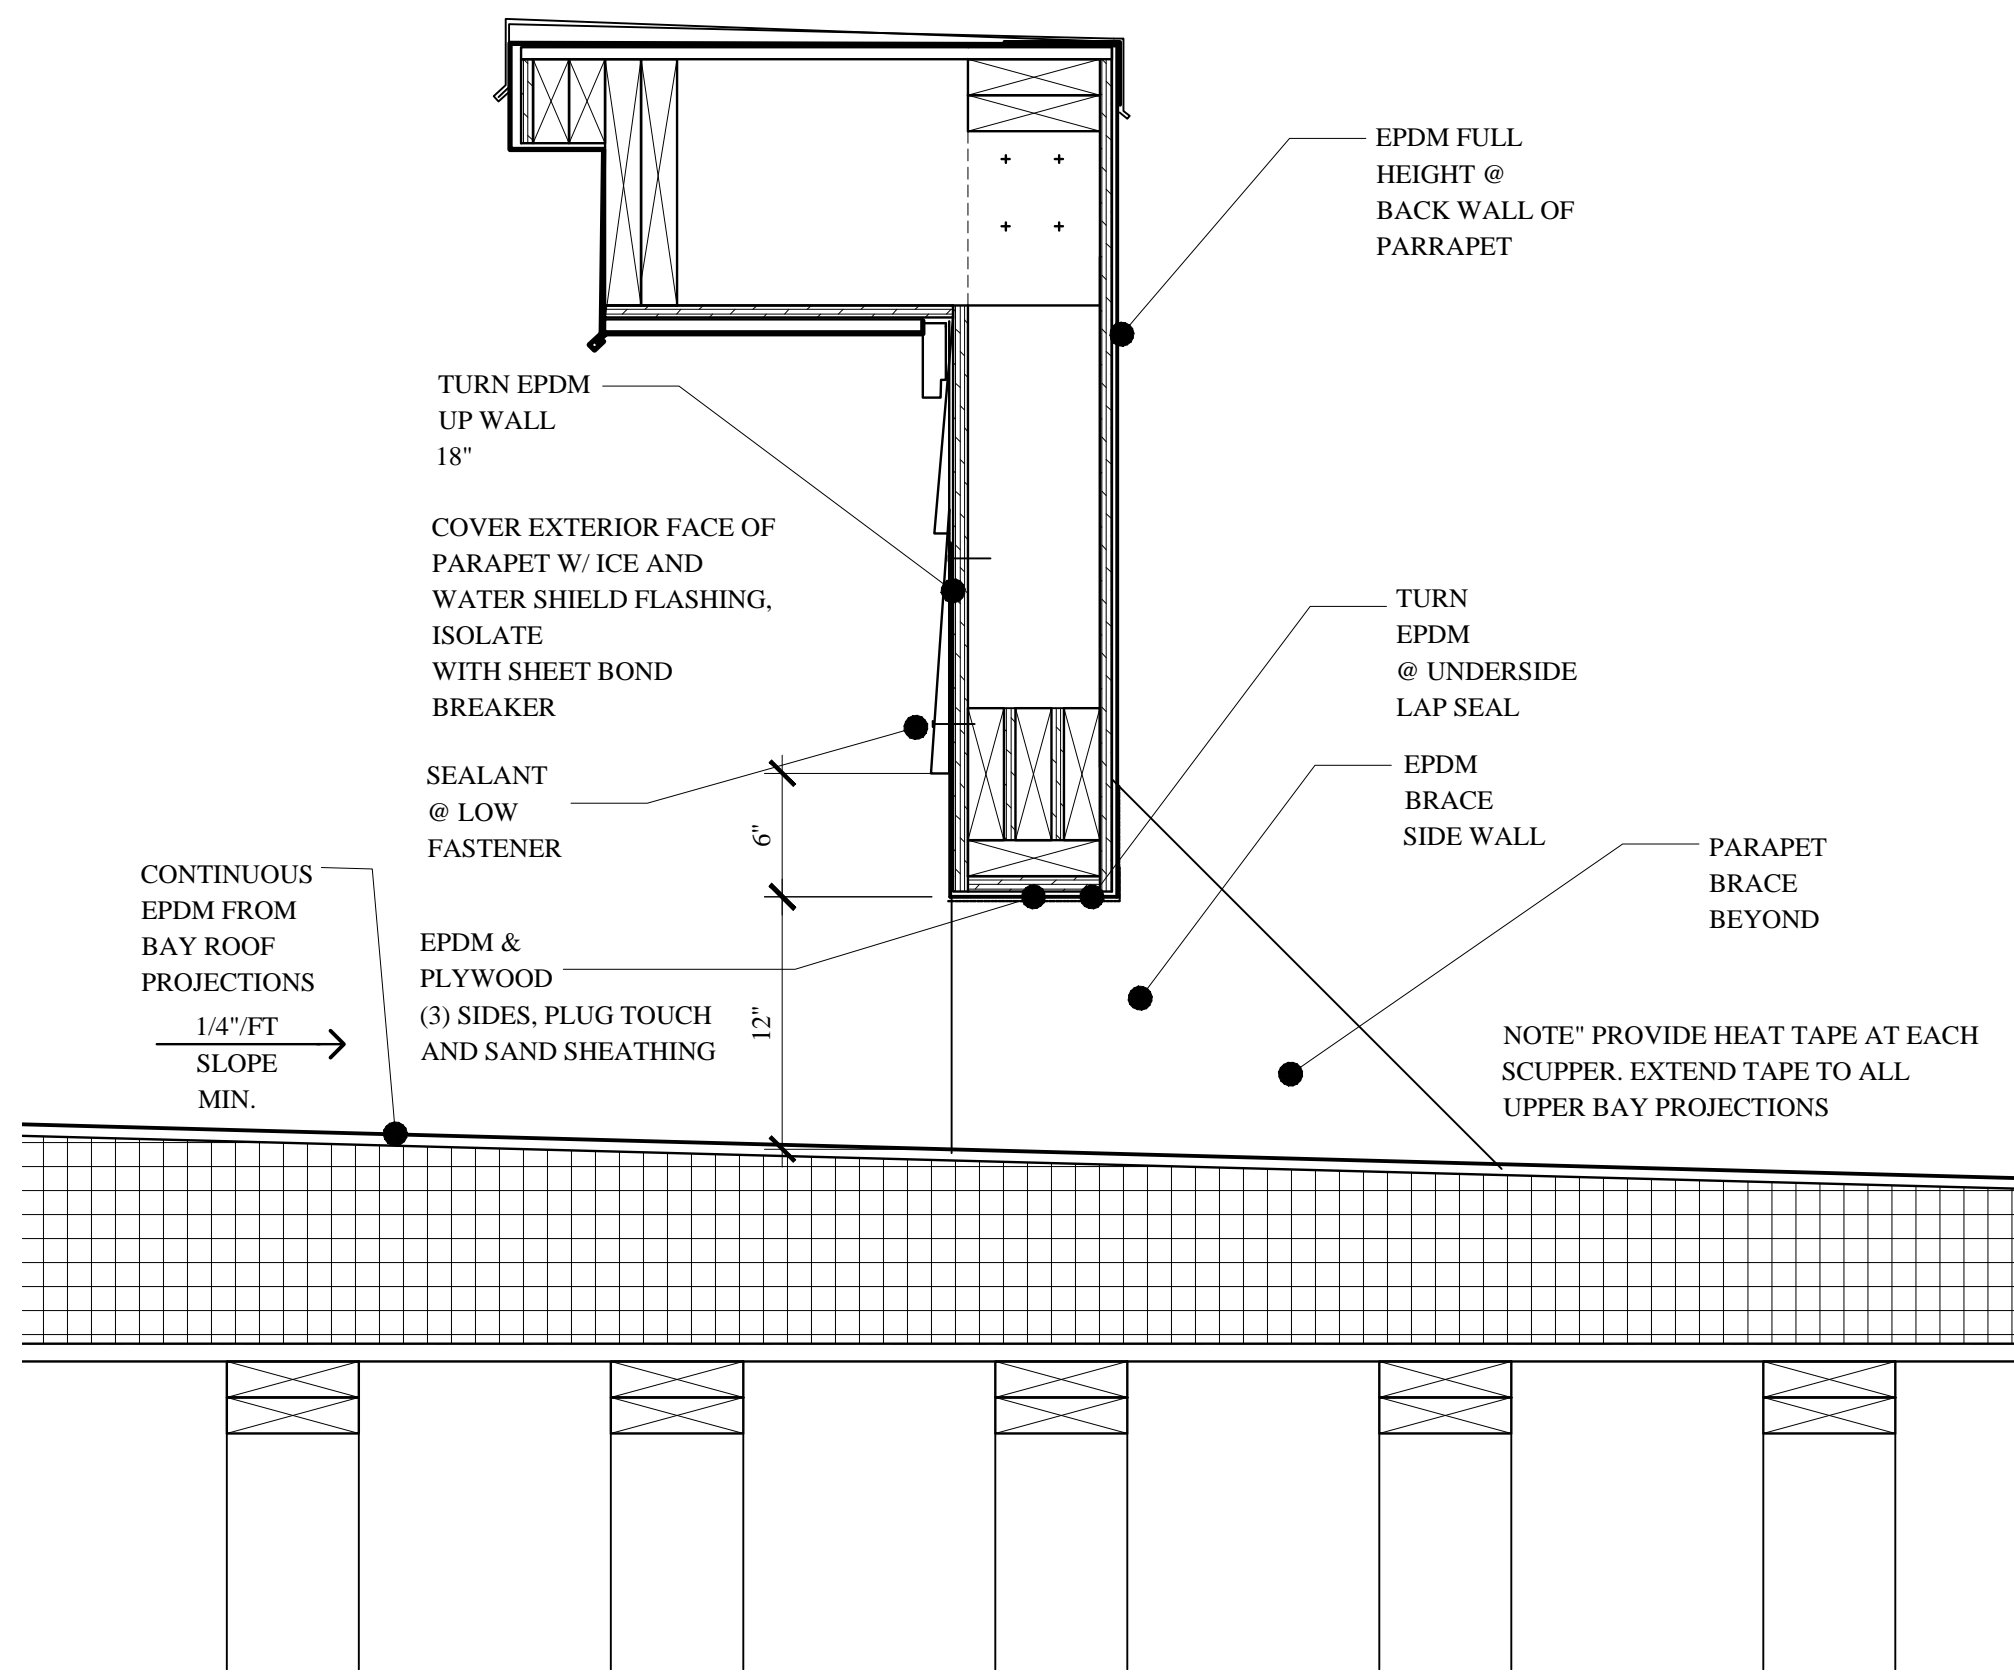 EPDM FULL
HEIGHT @
BACK WALL OF
PARRAPET
TURN EPDM
UP WALL
18"
COVER EXTERIOR FACE OF
PARAPET W/ ICE AND
WATER SHIELD FLASHING,
ISOLATE
WITH SHEET BOND
BREAKER
TURN
EPDM
@ UNDERSIDE
LAP SEAL
SEALANT
@ LOW
FASTENER
6"
EPDM
BRACE
SIDE WALL
PARAPET
BRACE
BEYOND
CONTINUOUS
EPDM FROM
BAY ROOF
PROJECTIONS
1/4"/FT
SLOPE
MIN.
EPDM &
PLYWOOD
(3) SIDES, PLUG TOUCH
AND SAND SHEATHING
12"
NOTE" PROVIDE HEAT TAPE AT EACH
SCUPPER. EXTEND TAPE TO ALL
UPPER BAY PROJECTIONS